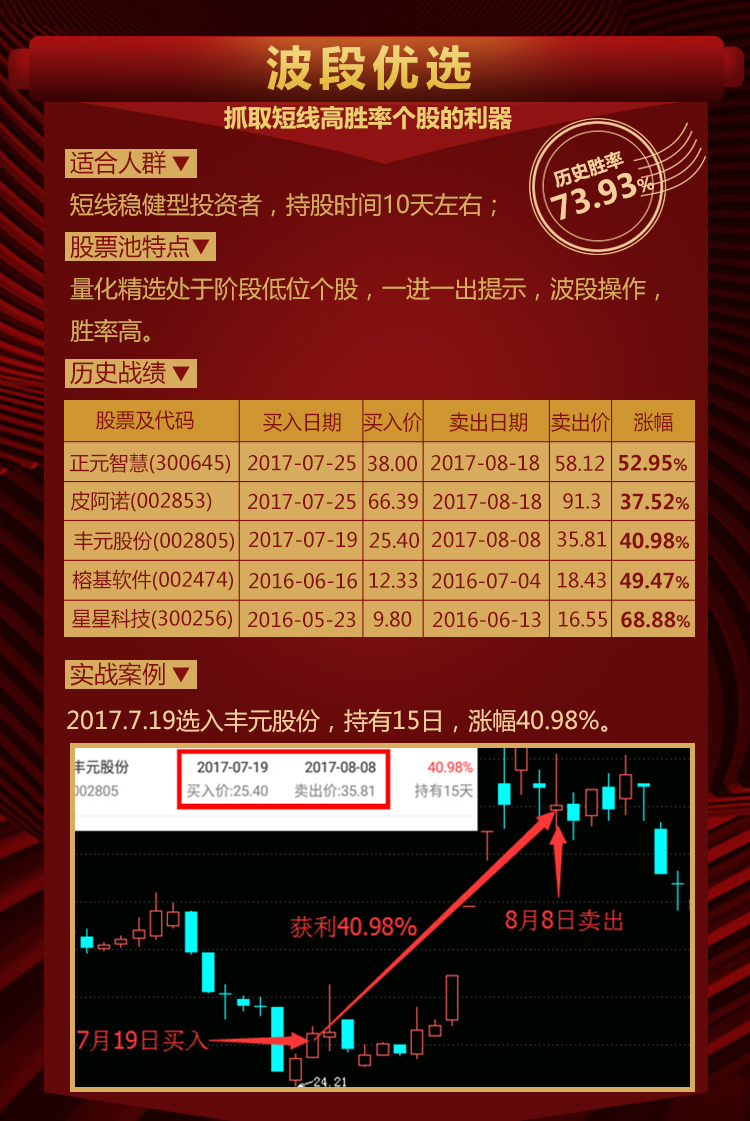 波段优选
抓取短线高胜率个股的利器
历史胜率
73.93%
适合人群▼
短线稳健型投资者，持股时间10天左右；
股票池特点▼
量化精选处于阶段低位个股，一进一出提示，波段操作，
胜率高。
历史战绩▼
股票及代码 买入日期 买入价 卖出日期 卖出价 涨幅
正元智慧(300645) 2017-07-25 38.00 2017-08-18 58.12 52.95%
皮阿诺(002853) 2017-07-25 66.39 2017-08-18 91.3 37.52%
丰元股份(002805) 2017-07-19 25.40 2017-08-08 35.81 40.98%
榕基软件(002474) 2016-06-16 12.33 2016-07-04 18.43 49.47%
星星科技(300256) 2016-05-23 9.80 2016-06-13 16.55 68.88%
实战案例▼
2017.7.19选入丰元股份，持有15日，涨幅40.98%。
丰元股份 2017-07-19 2017-08-08 40.98%
002805 买入价:25.40 卖出价:35.81 持有15天
获利40.98%
8月8日卖出
7月19日买入
24.21